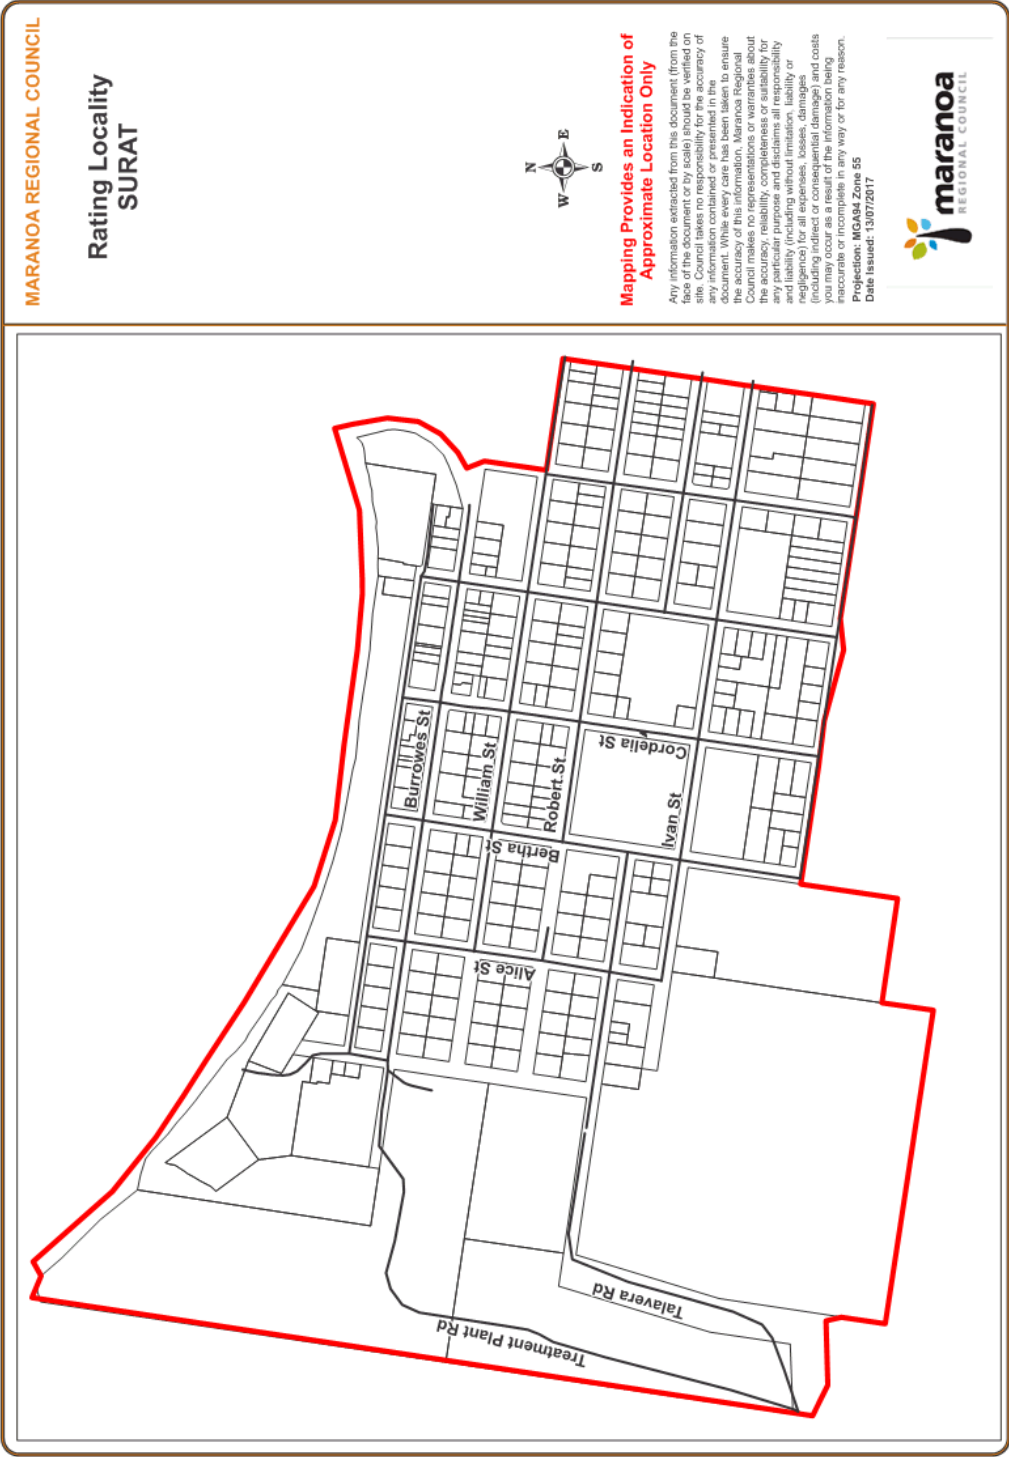 MARANOA REGIONAL COUNCIL
Rating Locality
SURAT
N
W
E
S
Mapping Provides an Indication of
Approximate Location Only
Any information extracted from this document (from the
face of the document or by scale) should be verified on
site. Council takes no responsibility for the accuracy of
any information contained or presented in the
document. While every care has been taken to ensure
the accuracy of this information, Maranoa Regional
Council makes no representations or warranties about
the accuracy, reliability, completeness or suitability for
any particular purpose and disclaims all responsibility
and liability (including without limitation, liability or
negligence) for all expenses, losses, damages
(including indirect or consequential damage) and costs
you may occur as a result of the information being
inaccurate or incomplete in any way or for any reason.
Projection: MGA94 Zone 55
Date Issued: 13/07/2017
maranoa
REGIONAL COUNCIL
Burrowes St
William St
Robert St
Cordelia St
Ivan St
Bertha St
Alice St
Talavera Rd
Treatment Plant Rd